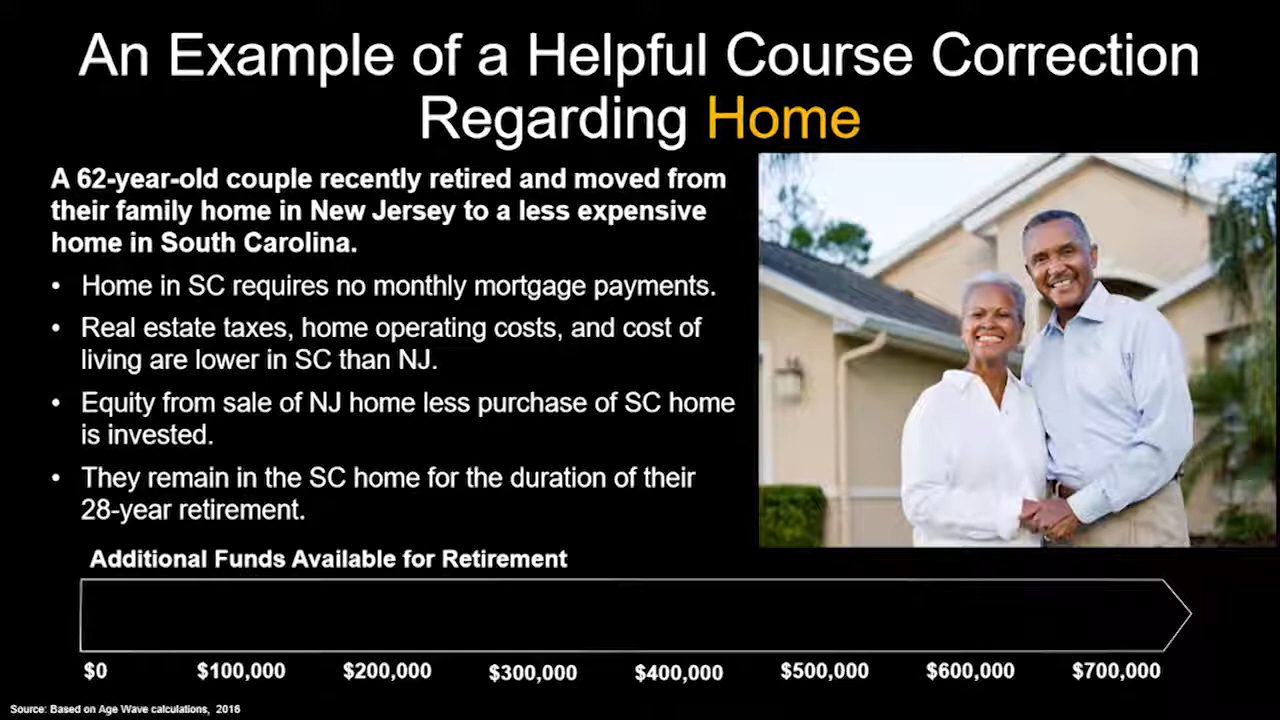 An Example of a Helpful Course Correction
Regarding Home
A 62-year-old couple recently retired and moved from
their family home in New Jersey to a less expensive
home in South Carolina.
• Home in SC requires no monthly mortgage payments.
• Real estate taxes, home operating costs, and cost of
living are lower in SC than NJ.
• Equity from sale of NJ home less purchase of SC home
is invested.
• They remain in the SC home for the duration of their
28-year retirement.
Additional Funds Available for Retirement
$0 $100,000 $200,000 $300,000 $400,000 $500,000 $600,000 $700,000
Source: Based on Age Wave calculations, 2016